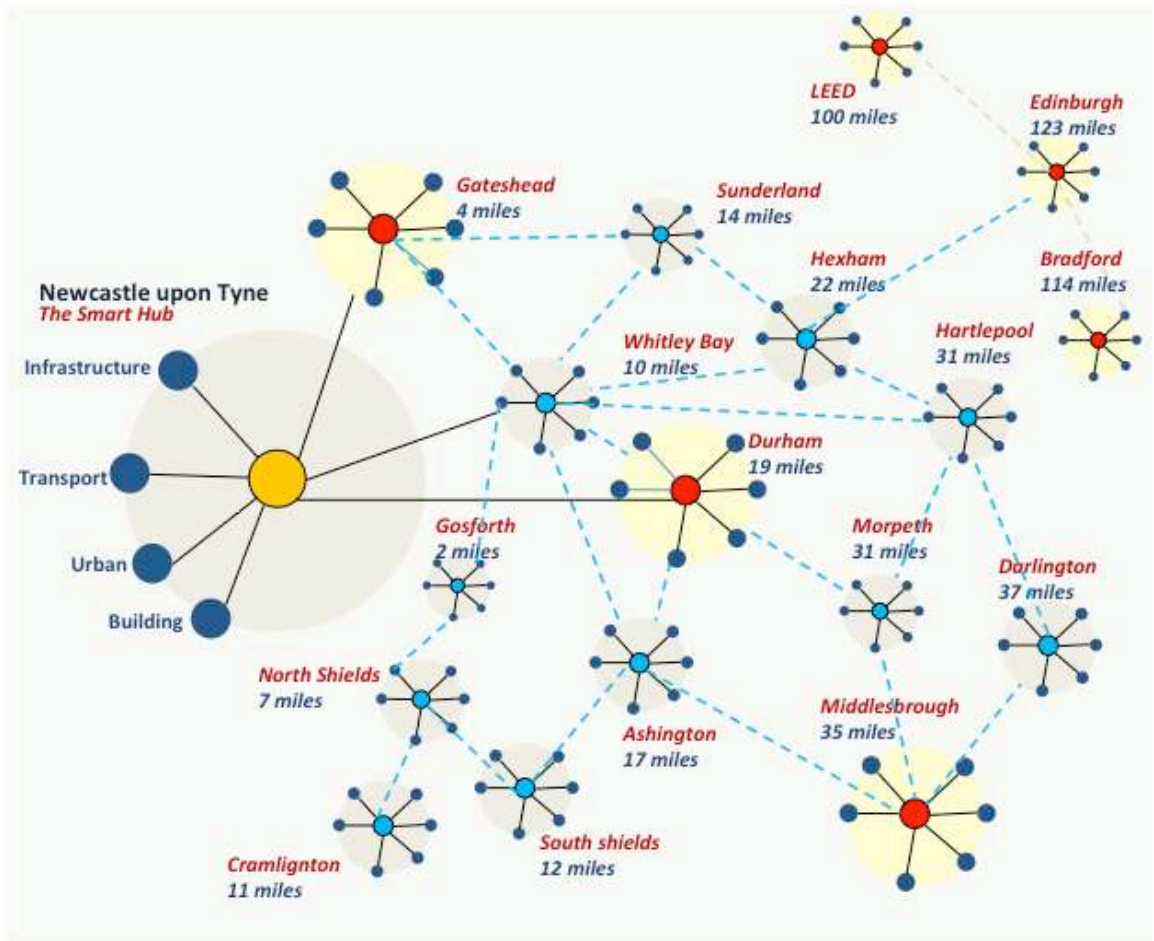 LEED
100 miles
Edinburgh
123 miles
Gateshead
4 miles
Sunderland
14 miles
Hexham
22 miles
Bradford
114 miles
Newcastle upon Tyne
The Smart Hub
Infrastructure
Transport
Urban
Building
Whitley Bay
10 miles
Hartlepool
31 miles
Durham
19 miles
Gosforth
2 miles
Morpeth
31 miles
Darlington
37 miles
North Shields
7 miles
Ashington
17 miles
Middlesbrough
35 miles
South shields
12 miles
Cramlignton
11 miles